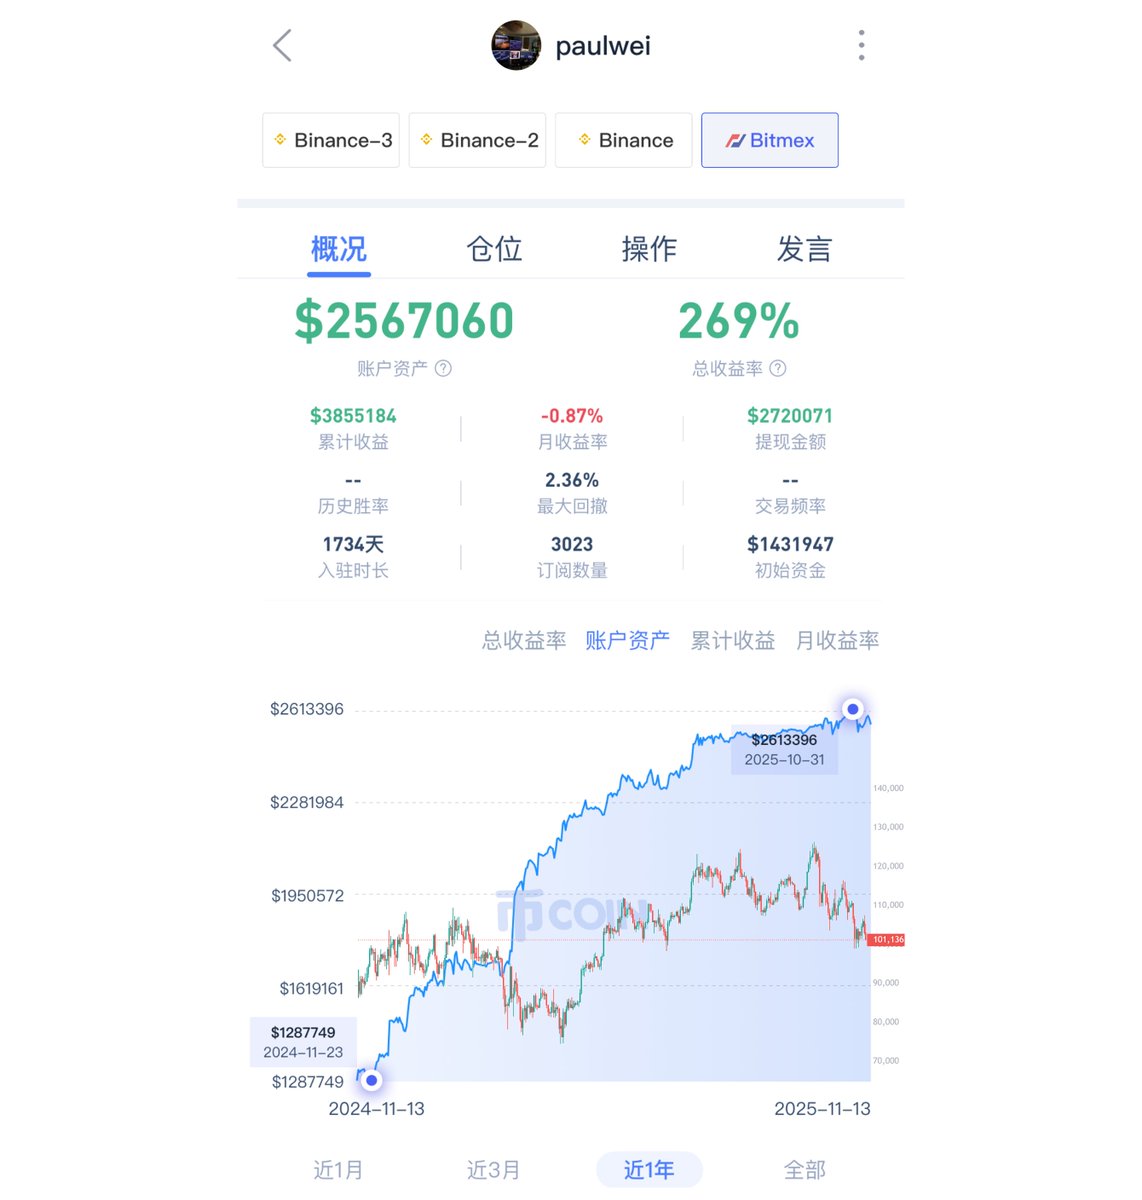 paulwei
Binance-3 Binance-2 Binance Bitmex
概况 仓位 操作 发言
$2567060 269%
账户资产 ? 总收益率 ?
$3855184 -0.87% $2720071
累计收益 月收益率 提现金额
-- 2.36% --
历史胜率 最大回撤 交易频率
1734天 3023 $1431947
入驻时长 订阅数量 初始资金
总收益率 账户资产 累计收益 月收益率
$2613396
$2613396
2025-10-31
$2281984
140,000
130,000
120,000
$1950572
110,000
币COIN
101,136
$1619161
90,000
80,000
$1287749
2024-11-23
70,000
$1287749
2024-11-13 2025-11-13
近1月 近3月 近1年 全部